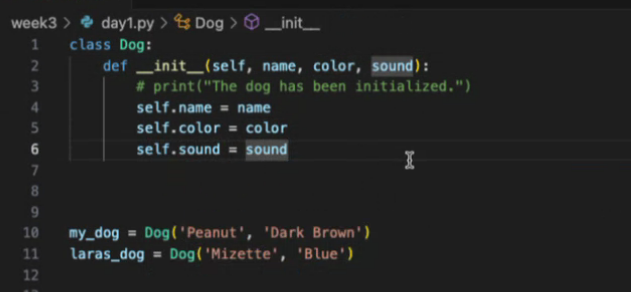 week3 > day1.py > Dog > __init__
1 class Dog:
2     def __init__(self, name, color, sound):
3         # print("The dog has been initialized.")
4         self.name = name
5         self.color = color
6         self.sound = sound
7
8
9
10 my_dog = Dog('Peanut', 'Dark Brown')
11 laras_dog = Dog('Mizette', 'Blue')
12